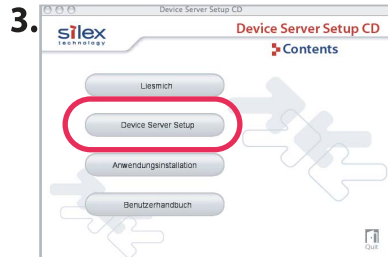 3.
Device Server Setup CD
silex
technology
Device Server Setup CD
Contents
Liesmich
Device Server Setup
Anwendungsinstallation
Benutzerhandbuch
Quit